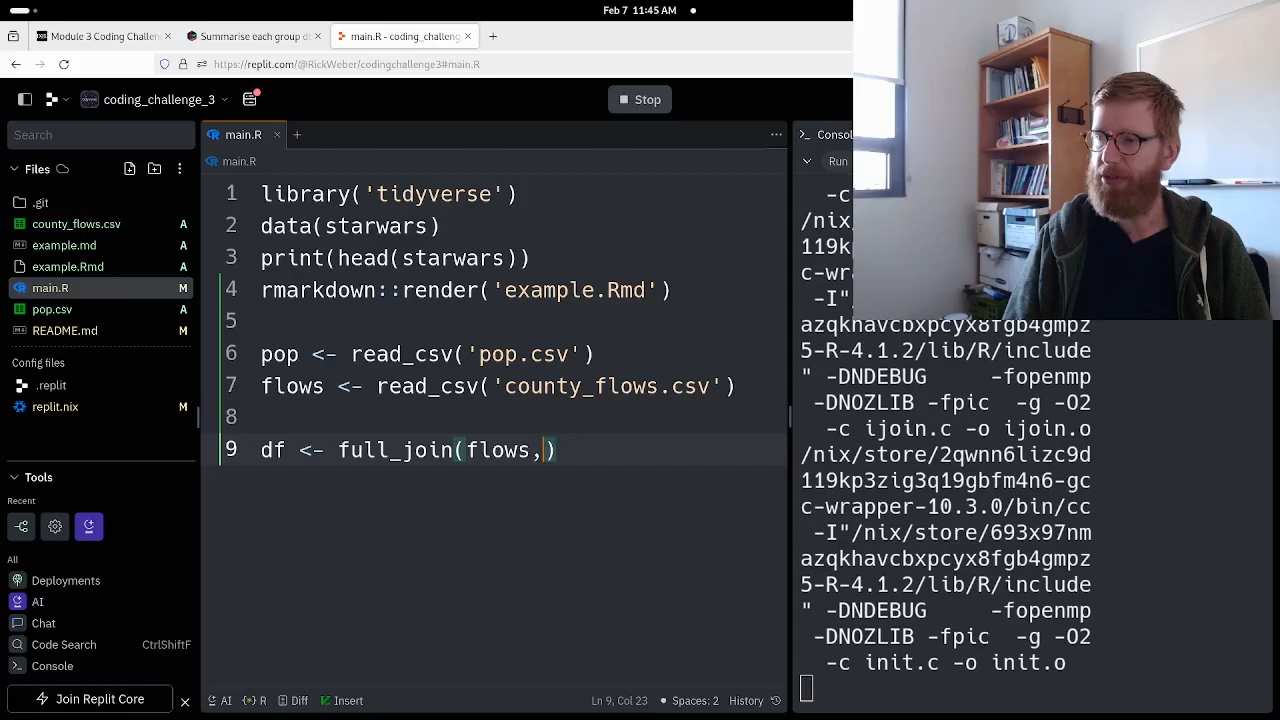 Feb 7 11:45 AM
Module 3 Coding Challen
Summarise each group d
main.R - coding_challeng
https://replit.com/@RickWeber/codingchallenge3#main.R
coding_challenge_3
Stop
Search
Files
.git
county_flows.csv A
example.md A
example.Rmd A
main.R M
pop.csv A
README.md M
Config files
.replit
replit.nix M
Tools
Recent
All
Deployments
AI
Chat
Code Search CtrlShiftF
Console
Join Replit Core
main.R
main.R
1 library('tidyverse')
2 data(starwars)
3 print(head(starwars))
4 rmarkdown::render('example.Rmd')
5
6 pop <- read_csv('pop.csv')
7 flows <- read_csv('county_flows.csv')
8
9 df <- full_join(flows,)
AI
R
Diff
Insert
Ln 9, Col 23
Spaces: 2
History
Conso
Run
-c
/nix/
119kp
c-wra
-I"
azqkhavcbxpcyx8fgb4gmpz
5-R-4.1.2/lib/R/include
" -DNDEBUG -fopenmp
-DNOZLIB -fpic -g -O2
-c ijoin.c -o ijoin.o
/nix/store/2qwnn6lizc9d
119kp3zig3q19gbfm4n6-gc
c-wrapper-10.3.0/bin/cc
-I"/nix/store/693x97nm
azqkhavcbxpcyx8fgb4gmpz
5-R-4.1.2/lib/R/include
" -DNDEBUG -fopenmp
-DNOZLIB -fpic -g -O2
-c init.c -o init.o